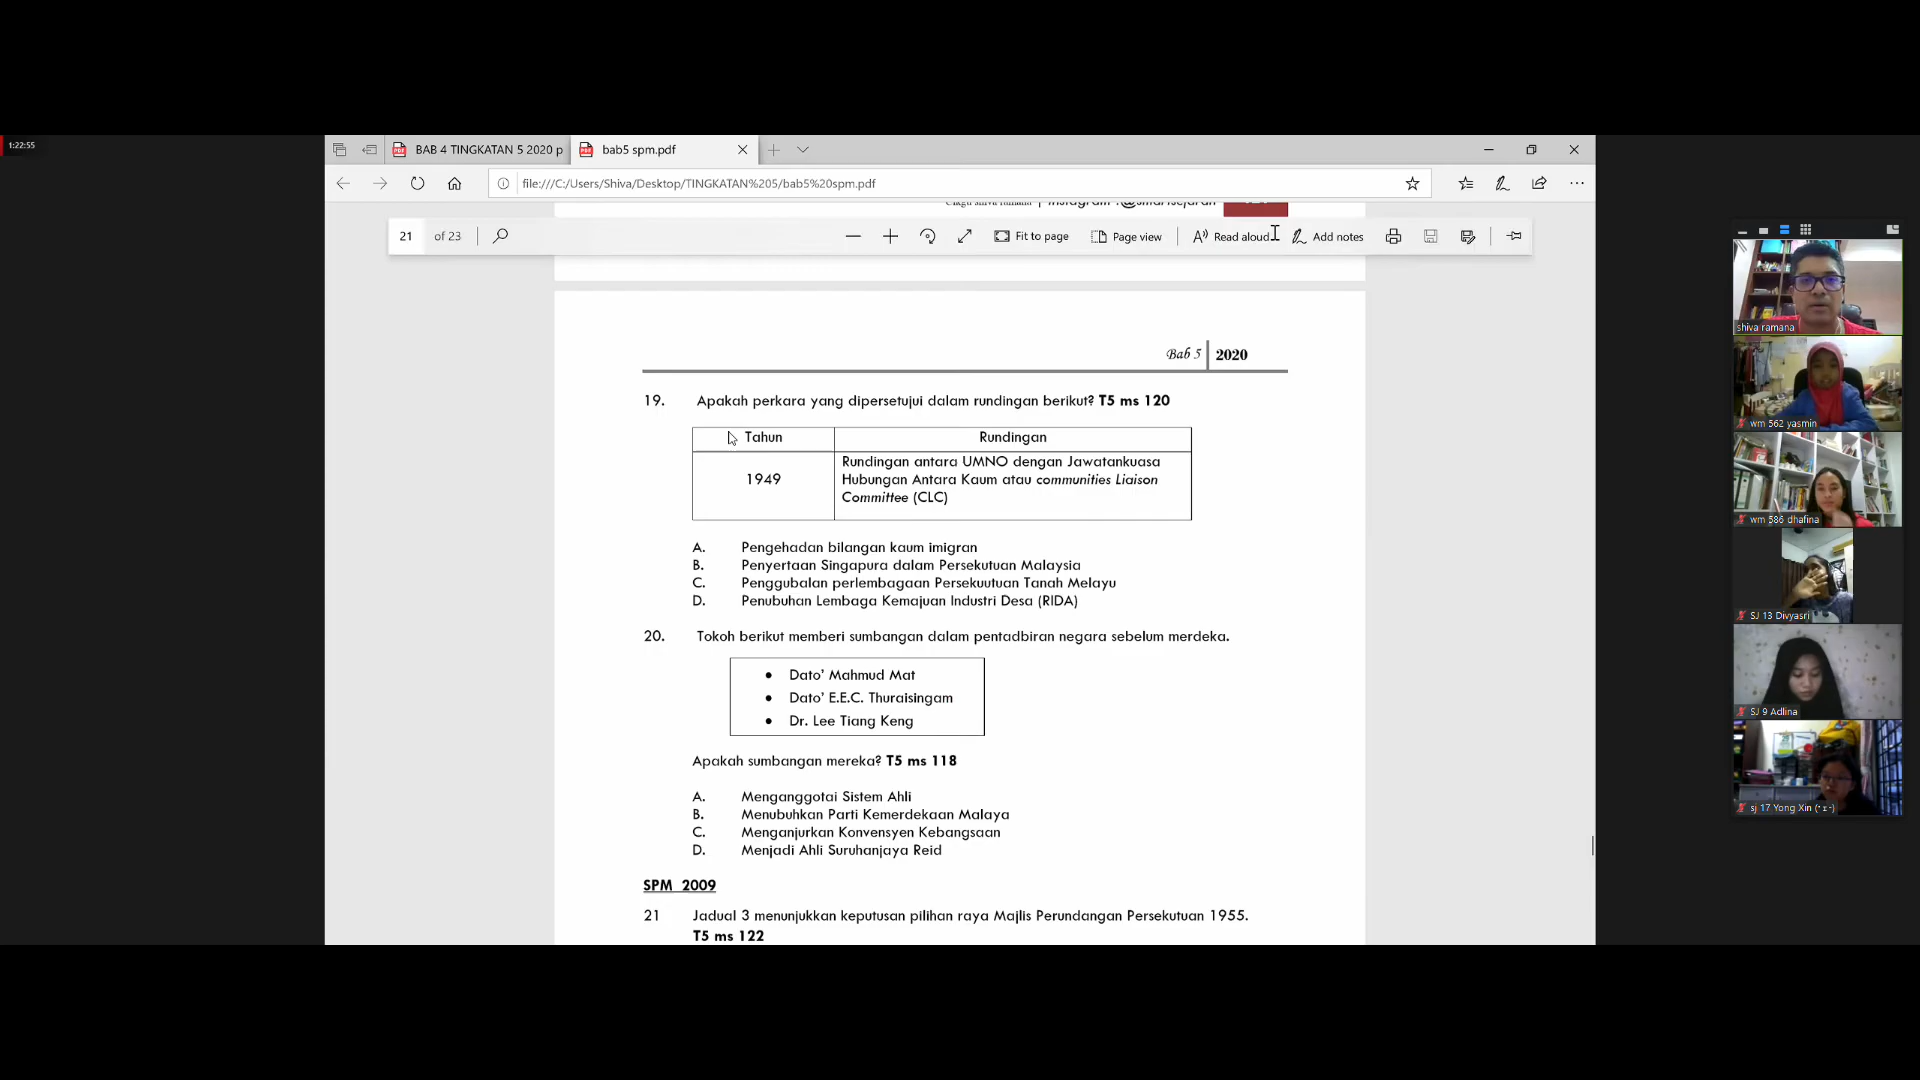 1:22:55
BAB 4 TINGKATAN 5 2020 p
bab5 spm.pdf
file:///C:/Users/Shiva/Desktop/TINGKATAN%205/bab5%20spm.pdf
21 of 23
Fit to page
Page view
Read aloud
Add notes
Bab 5 2020
19. Apakah perkara yang dipersetujui dalam rundingan berikut? T5 ms 120
Tahun Rundingan
1949
Rundingan antara UMNO dengan Jawatankuasa
Hubungan Antara Kaum atau communities Liaison
Committee (CLC)
A. Pengehadan bilangan kaum imigran
B. Penyertaan Singapura dalam Persekutuan Malaysia
C. Penggubalan perlembagaan Persekuutuan Tanah Melayu
D. Penubuhan Lembaga Kemajuan Industri Desa (RIDA)
20. Tokoh berikut memberi sumbangan dalam pentadbiran negara sebelum merdeka.
• Dato' Mahmud Mat
• Dato' E.E.C. Thuraisingam
• Dr. Lee Tiang Keng
Apakah sumbangan mereka? T5 ms 118
A. Menganggotai Sistem Ahli
B. Menubuhkan Parti Kemerdekaan Malaya
C. Menganjurkan Konvensyen Kebangsaan
D. Menjadi Ahli Suruhanjaya Reid
SPM 2009
21 Jadual 3 menunjukkan keputusan pilihan raya Majlis Perundangan Persekutuan 1955.
T5 ms 122
shiva ramana
wm 562 yasmin
wm 586 dhafina
SJ 13 Divyasri
SJ 9 Adlina
sj 17 Yong Xin